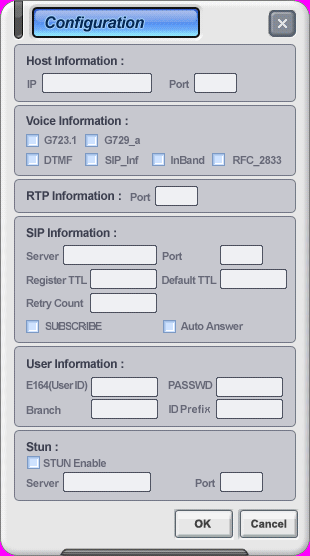 Configuration
Host Information :
IP Port
Voice Information :
G723.1 G729_a
DTMF SIP_Inf InBand RFC_2833
RTP Information : Port
SIP Information :
Server Port
Register TTL Default TTL
Retry Count
SUBSCRIBE Auto Answer
User Information :
E164(User ID) PASSWD
Branch ID Prefix
Stun :
STUN Enable
Server Port
OK Cancel